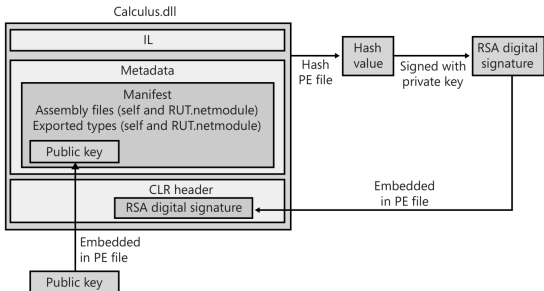 Calculus.dll
IL
Metadata
Manifest
Assembly files (self and RUT.netmodule)
Exported types (self and RUT.netmodule)
Public key
CLR header
RSA digital signature
Hash
PE file
Hash
value
Signed with
private key
RSA digital
signature
Embedded
in PE file
Embedded
in PE file
Public key